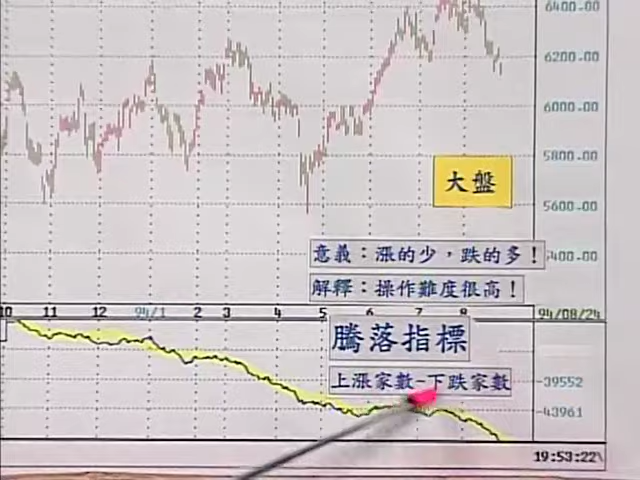 6400.00
6200.00
6000.00
5800.00
大盤
5600.00
意義：漲的少，跌的多！
400.00
解釋：操作難度很高！
10 11 12 94/1 2 3 4 5 6 7 8 94/08/24
騰落指標
上漲家數-下跌家數
-39552
-43961
19:53:22